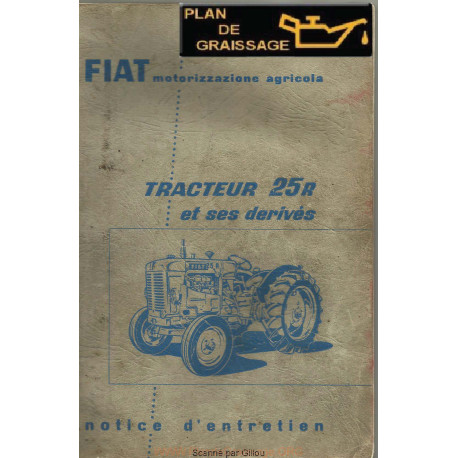 PLAN
DE
GRAISSAGE
FIAT motorizzazione agricola
TRACTEUR 25R
et ses derivés
notice d'entretien
Scanné par Gillou